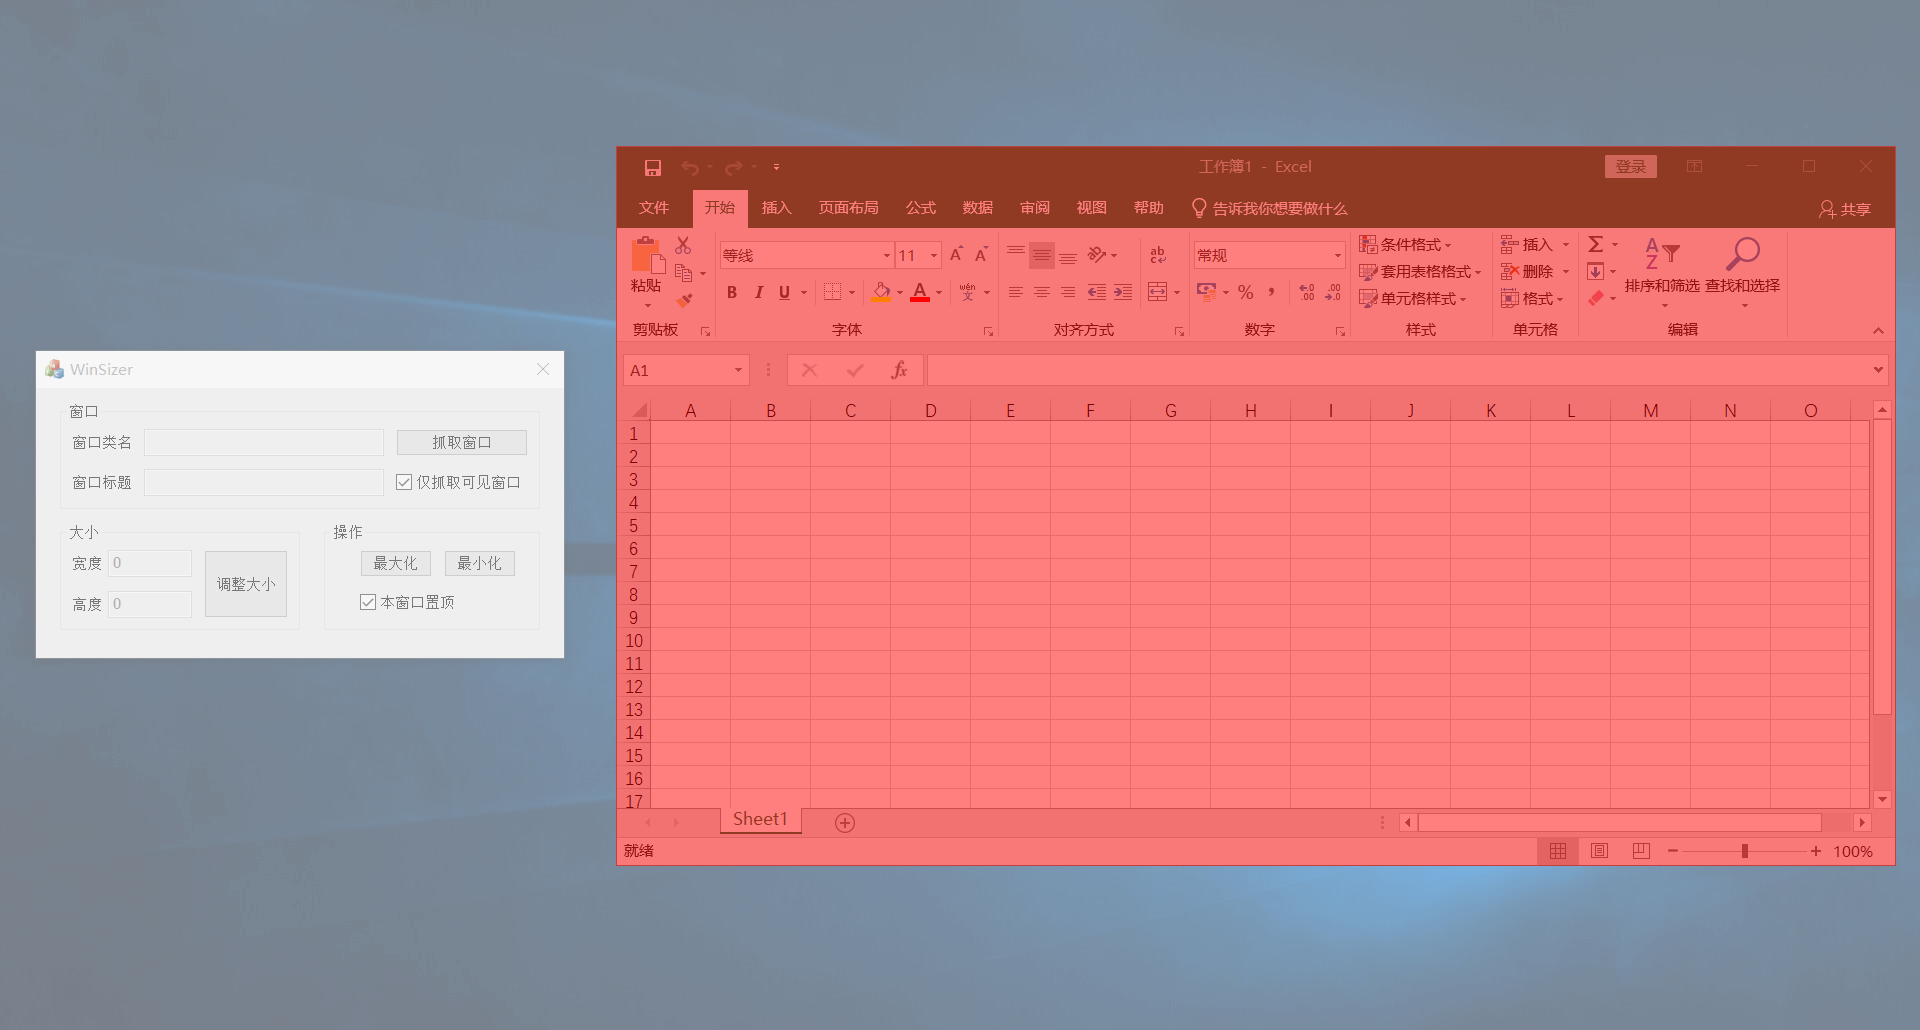 WinSizer
窗口
窗口类名
抓取窗口
窗口标题
仅抓取可见窗口
大小
宽度 0
高度 0
调整大小
操作
最大化 最小化
本窗口置顶
工作簿1 - Excel
登录
文件 开始 插入 页面布局 公式 数据 审阅 视图 帮助 告诉我你想要做什么 共享
粘贴
剪贴板
等线 11 A A
B I U A wén 文
字体
ab c
对齐方式
常规
% , .0 .00 .00 .0
数字
条件格式
套用表格格式
单元格样式
样式
插入
删除
格式
单元格
Σ
A Z
排序和筛选 查找和选择
编辑
A1 fx
A B C D E F G H I J K L M N O
1
2
3
4
5
6
7
8
9
10
11
12
13
14
15
16
17
Sheet1
就绪 100%